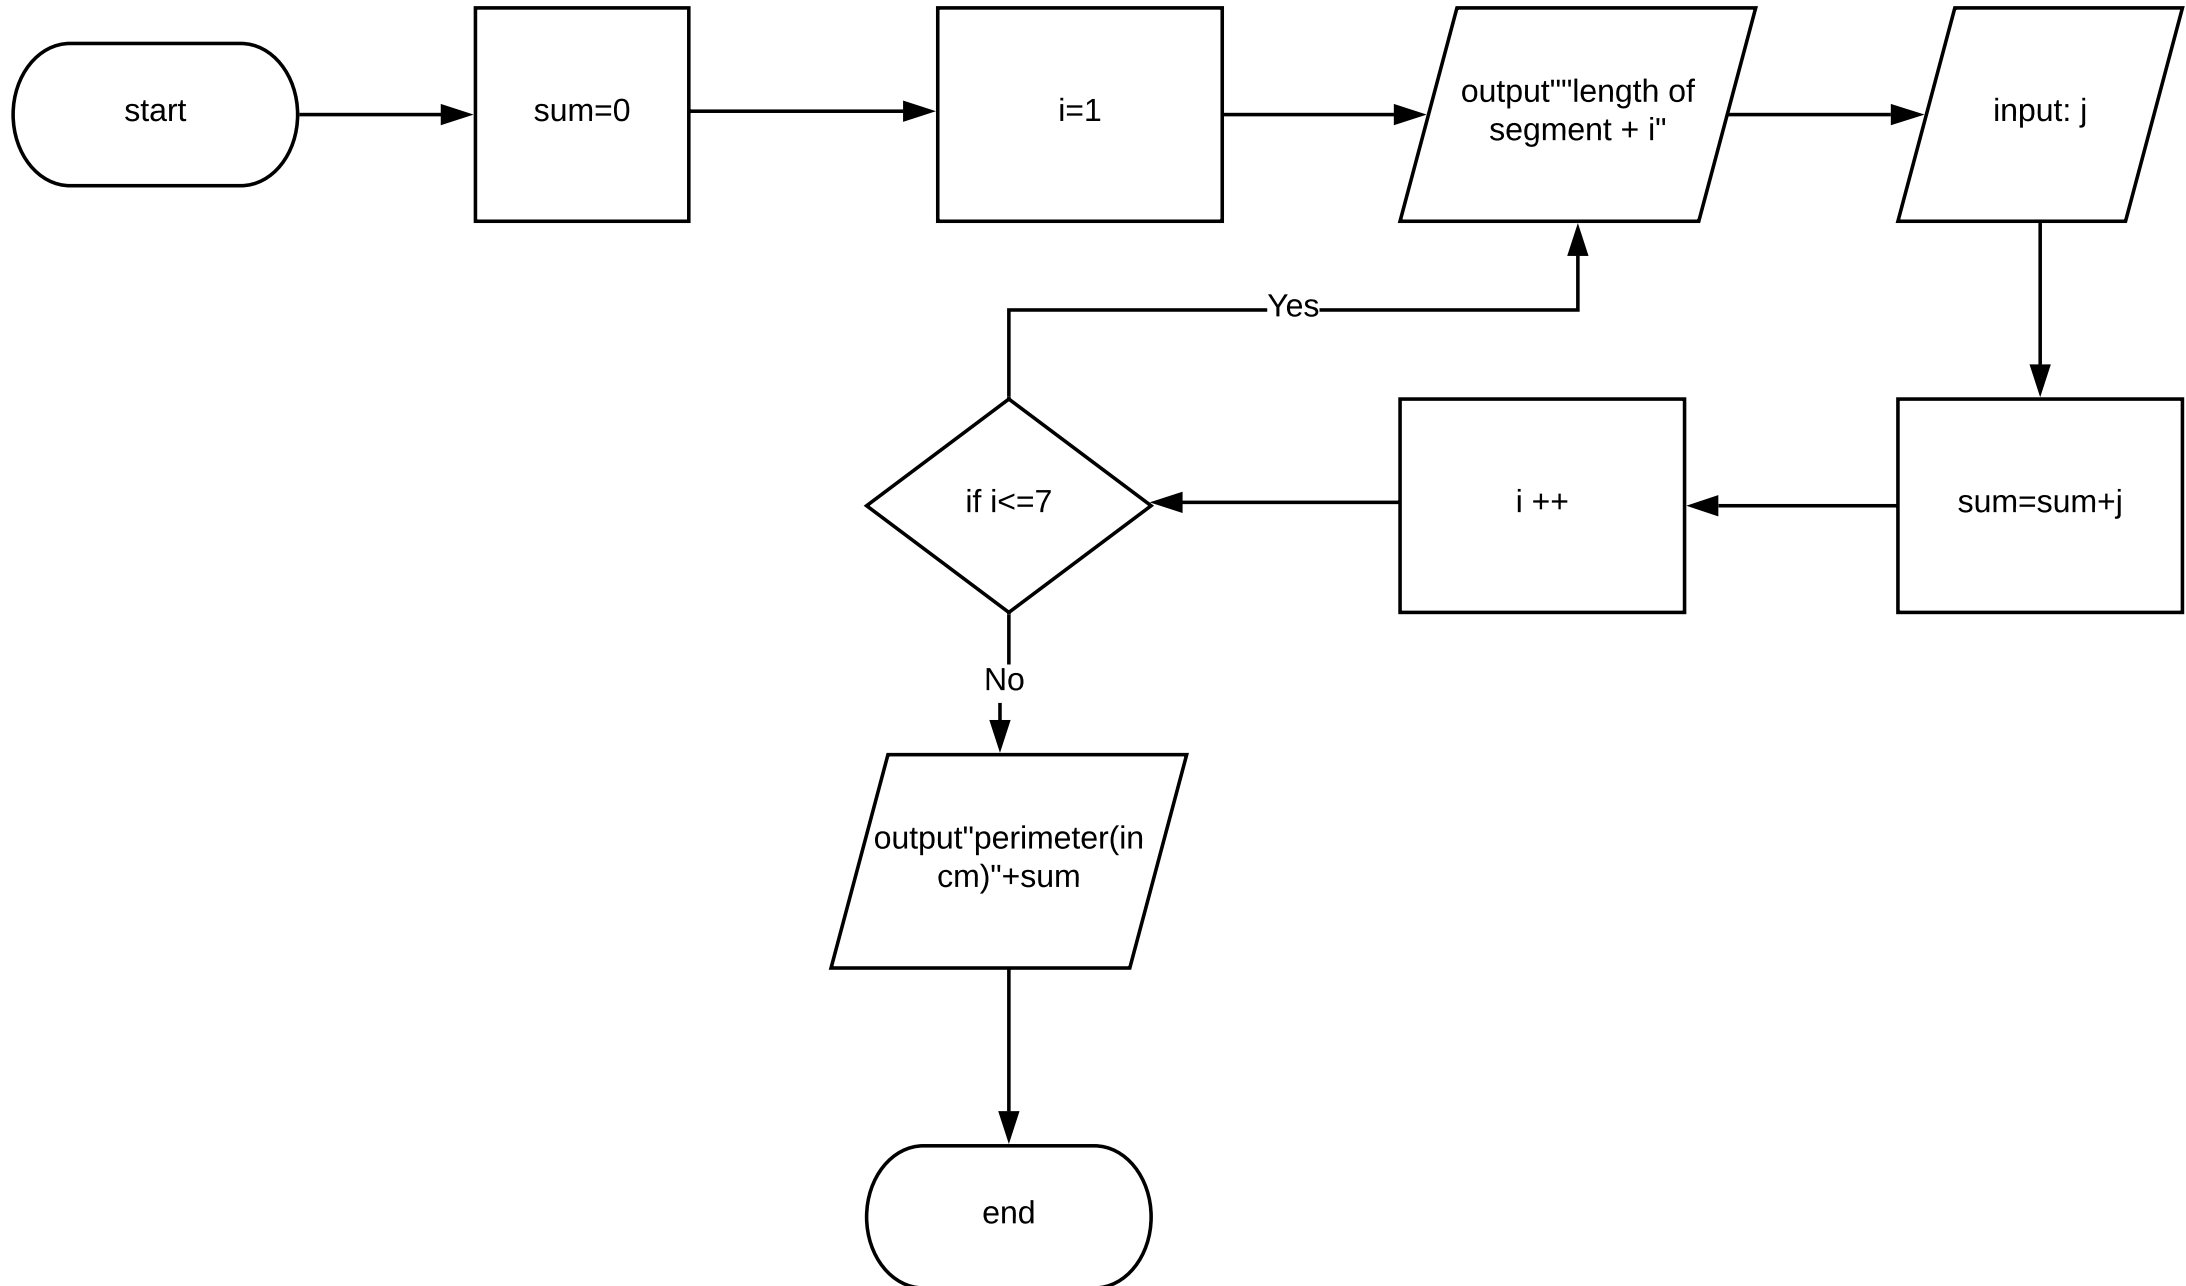 start
sum=0
i=1
output""length of
segment + i"
input: j
Yes
if i<=7
i ++
sum=sum+j
No
output"perimeter(in
cm)"+sum
end